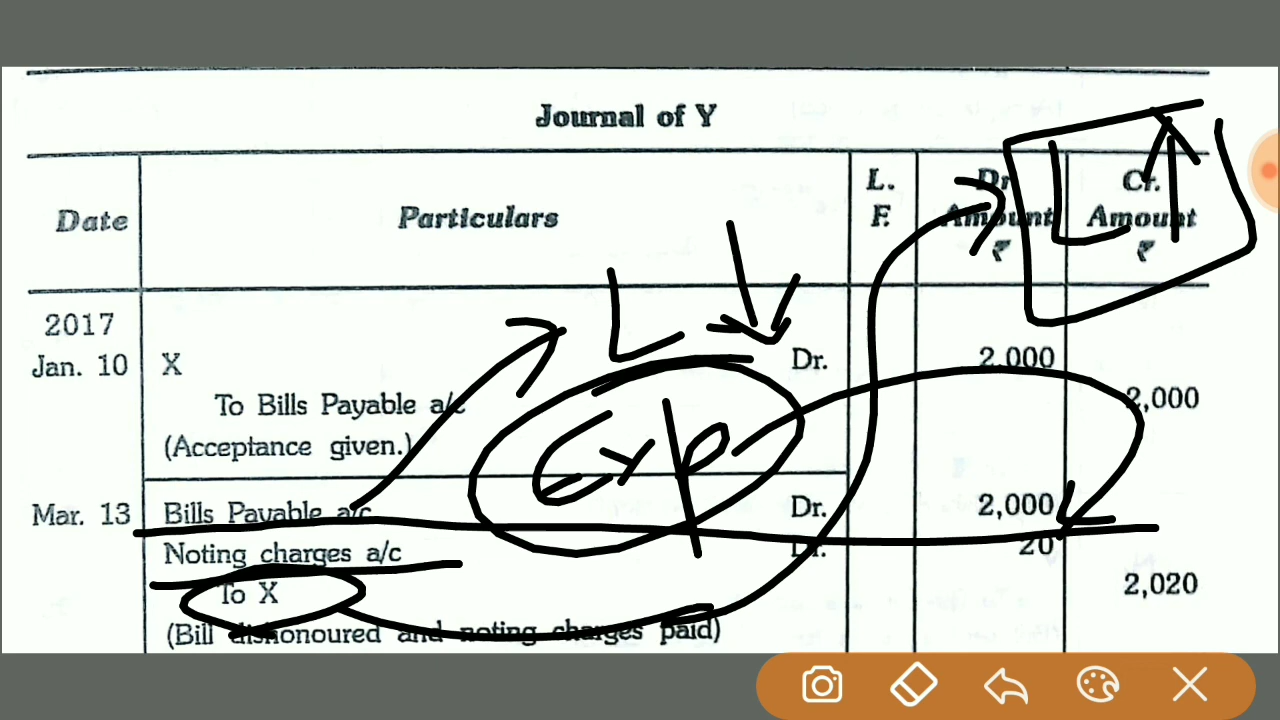 Journal of Y
Date Particulars L. F. Dr. Amount ₹ Cr. Amount ₹
2017
Jan. 10 X Dr. 2,000
To Bills Payable a/c 2,000
(Acceptance given.)
Exp
Mar. 13 Bills Payable a/c Dr. 2,000
Noting charges a/c Dr. 20
To X 2,020
(Bill dishonoured and noting charges paid)